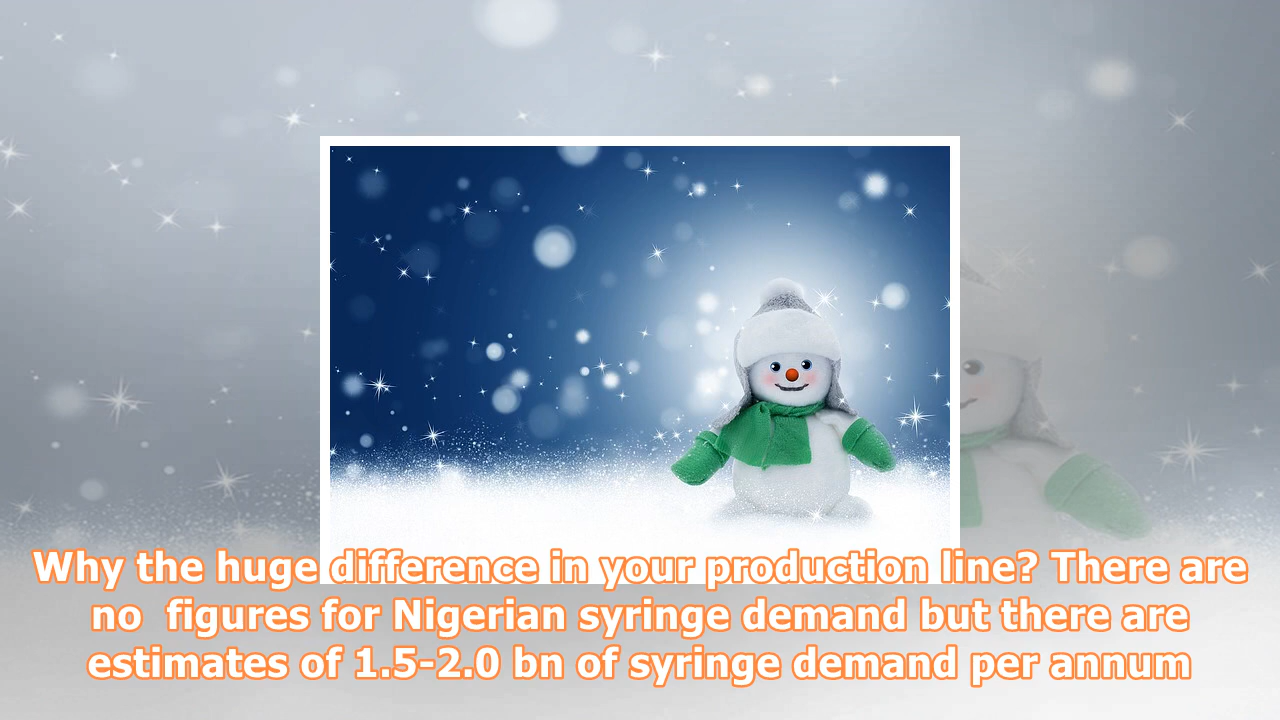 Why the huge difference in your production line? There are
no  figures for Nigerian syringe demand but there are
estimates of 1.5-2.0 bn of syringe demand per annum